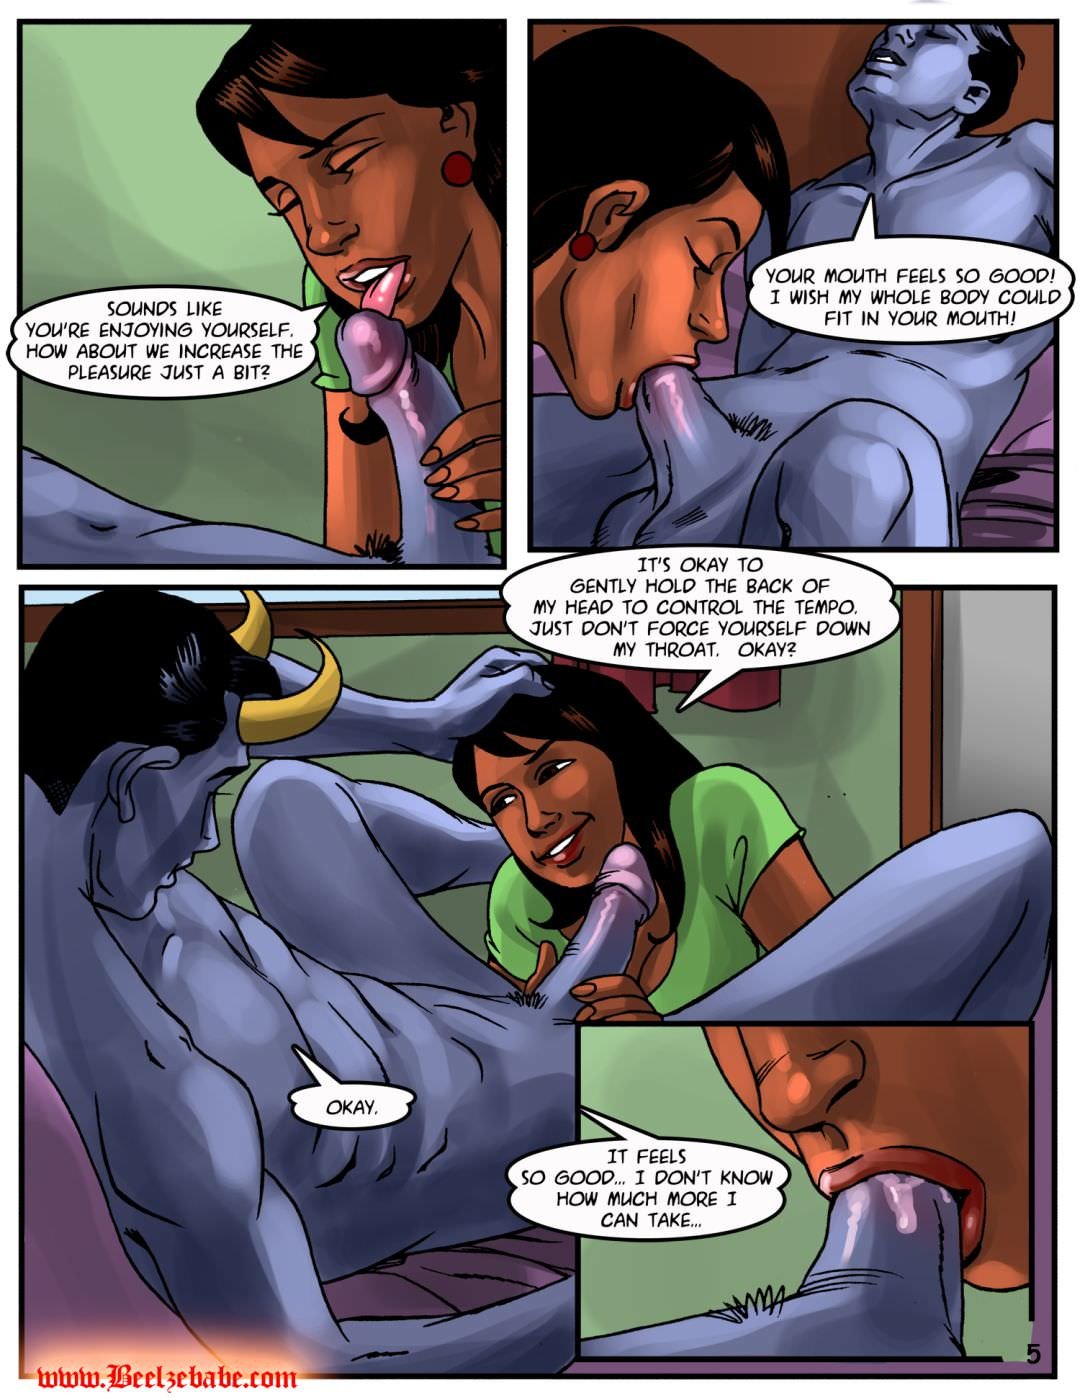 SOUNDS LIKE
YOU'RE ENJOYING YOURSELF.
HOW ABOUT WE INCREASE THE
PLEASURE JUST A BIT?
YOUR MOUTH FEELS SO GOOD!
I WISH MY WHOLE BODY COULD
FIT IN YOUR MOUTH!
IT'S OKAY TO
GENTLY HOLD THE BACK OF
MY HEAD TO CONTROL THE TEMPO.
JUST DON'T FORCE YOURSELF DOWN
MY THROAT. OKAY?
OKAY.
IT FEELS
SO GOOD... I DON'T KNOW
HOW MUCH MORE I
CAN TAKE...
5
www.Beelzebabe.com